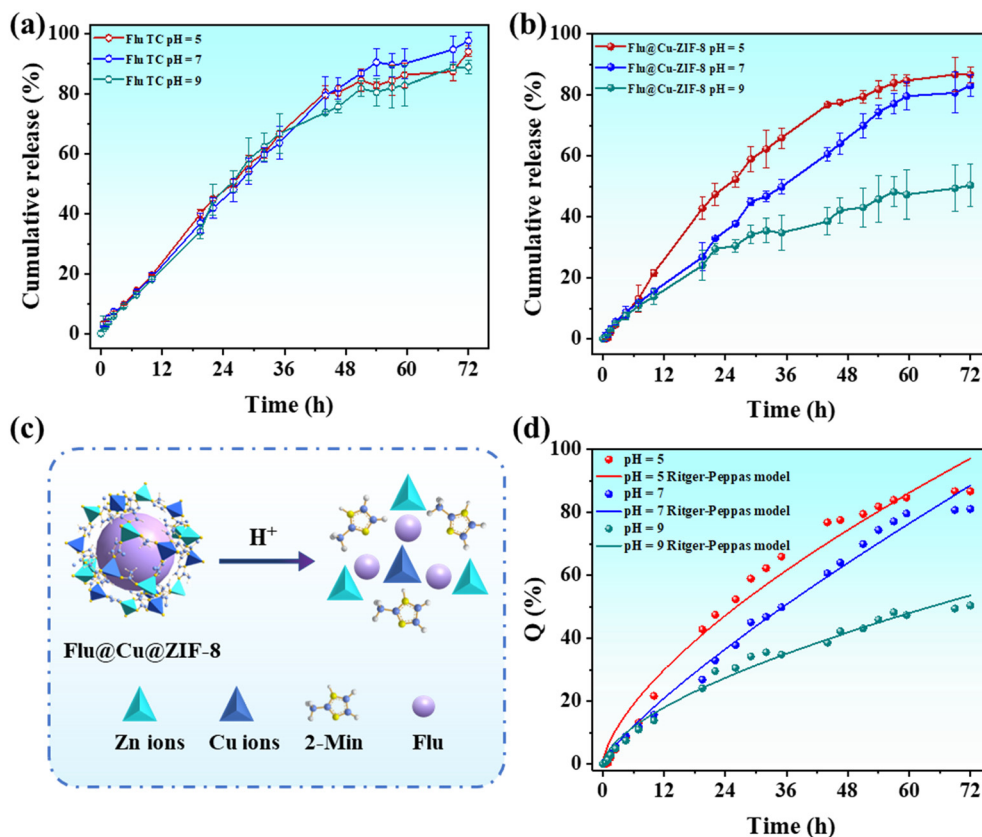 (a)
Flu TC pH = 5
Flu TC pH = 7
Flu TC pH = 9
Cumulative release (%)
100
80
60
40
20
0
0 12 24 36 48 60 72
Time (h)
(b)
Flu@Cu-ZIF-8 pH = 5
Flu@Cu-ZIF-8 pH = 7
Flu@Cu-ZIF-8 pH = 9
Cumulative release (%)
100
80
60
40
20
0
0 12 24 36 48 60 72
Time (h)
(c)
H+
Flu@Cu@ZIF-8
Zn ions Cu ions 2-Min Flu
(d)
pH = 5
pH = 5 Ritger-Peppas model
pH = 7
pH = 7 Ritger-Peppas model
pH = 9
pH = 9 Ritger-Peppas model
Q (%)
100
80
60
40
20
0
0 12 24 36 48 60 72
Time (h)